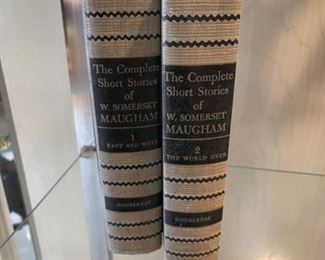 The Complete
Short Stories
of
W. SOMERSET
MAUGHAM
1
EAST AND WEST
DOUBLEDAY
The Complete
Short Stories
of
W. SOMERSET
MAUGHAM
2
THE WORLD OVER
DOUBLEDAY